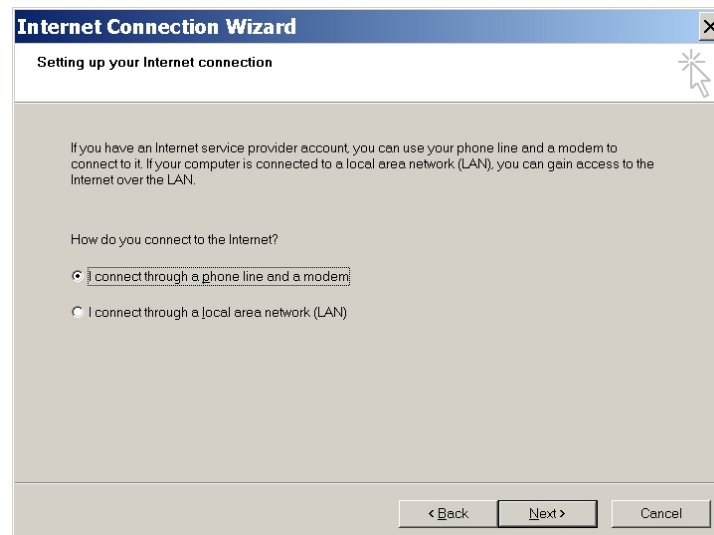 Internet Connection Wizard
Setting up your Internet connection
If you have an Internet service provider account, you can use your phone line and a modem to
connect to it. If your computer is connected to a local area network (LAN), you can gain access to the
Internet over the LAN.
How do you connect to the Internet?
I connect through a phone line and a modem
I connect through a local area network (LAN)
< Back Next > Cancel